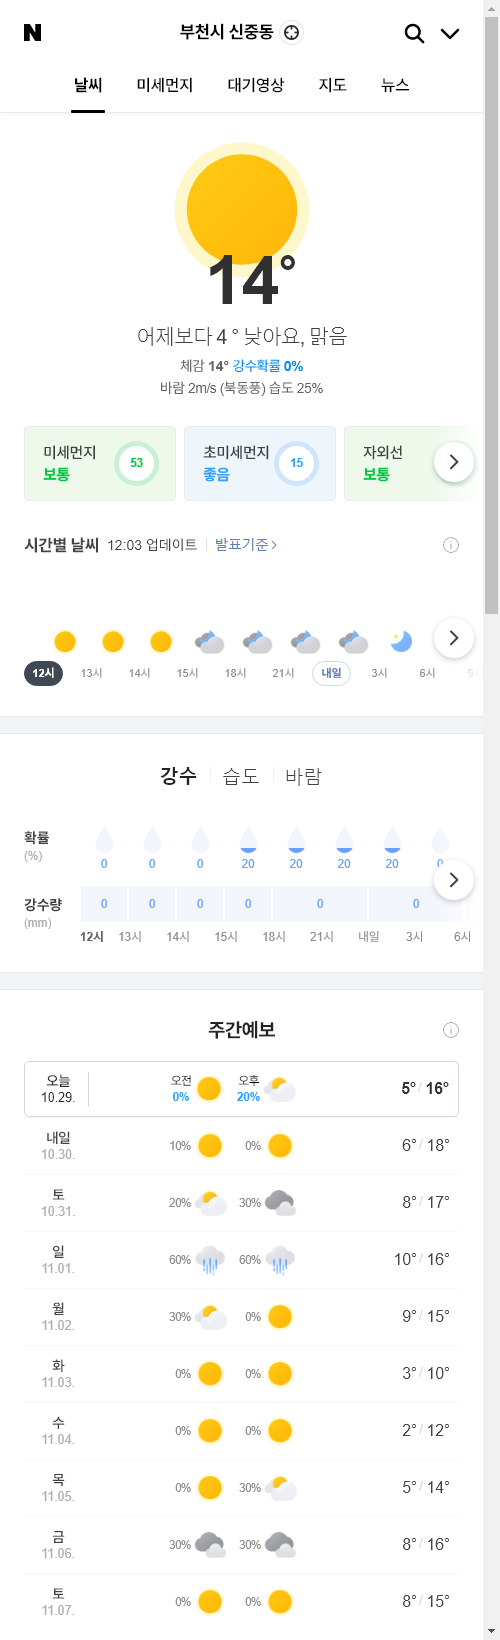 N
부천시 신중동
날씨 미세먼지 대기영상 지도 뉴스
14°
어제보다 4 ° 낮아요, 맑음
체감 14° 강수확률 0%
바람 2m/s (북동풍) 습도 25%
미세먼지 보통 53
초미세먼지 좋음 15
자외선 보통
시간별 날씨 12:03 업데이트 발표기준 >
12시 13시 14시 15시 18시 21시 내일 3시 6시
강수 습도 바람
확률
(%)
0 0 0 20 20 20 20 0
강수량
(mm)
0 0 0 0 0 0
12시 13시 14시 15시 18시 21시 내일 3시 6시
주간예보
오늘 오전 오후
10.29. 0% 20% 5° / 16°
내일
10.30. 10% 0% 6° / 18°
토
10.31. 20% 30% 8° / 17°
일
11.01. 60% 60% 10° / 16°
월
11.02. 30% 0% 9° / 15°
화
11.03. 0% 0% 3° / 10°
수
11.04. 0% 0% 2° / 12°
목
11.05. 0% 30% 5° / 14°
금
11.06. 30% 30% 8° / 16°
토
11.07. 0% 0% 8° / 15°